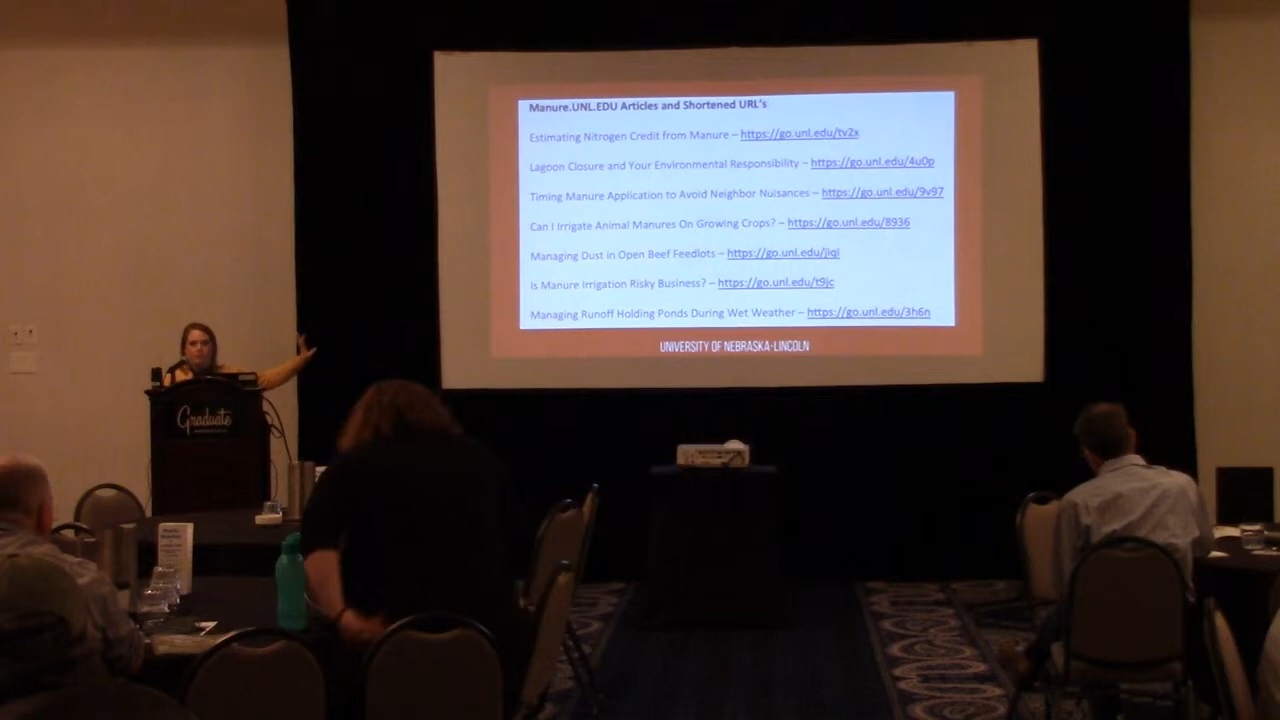 Manure.UNL.EDU Articles and Shortened URL's
Estimating Nitrogen Credit from Manure – https://go.unl.edu/tv2x
Lagoon Closure and Your Environmental Responsibility – https://go.unl.edu/4u0p
Timing Manure Application to Avoid Neighbor Nuisances – https://go.unl.edu/9v97
Can I Irrigate Animal Manures On Growing Crops? – https://go.unl.edu/8936
Managing Dust in Open Beef Feedlots – https://go.unl.edu/jiqi
Is Manure Irrigation Risky Business? – https://go.unl.edu/t9jc
Managing Runoff Holding Ponds During Wet Weather – https://go.unl.edu/3h6n
UNIVERSITY OF NEBRASKA-LINCOLN
Graduate